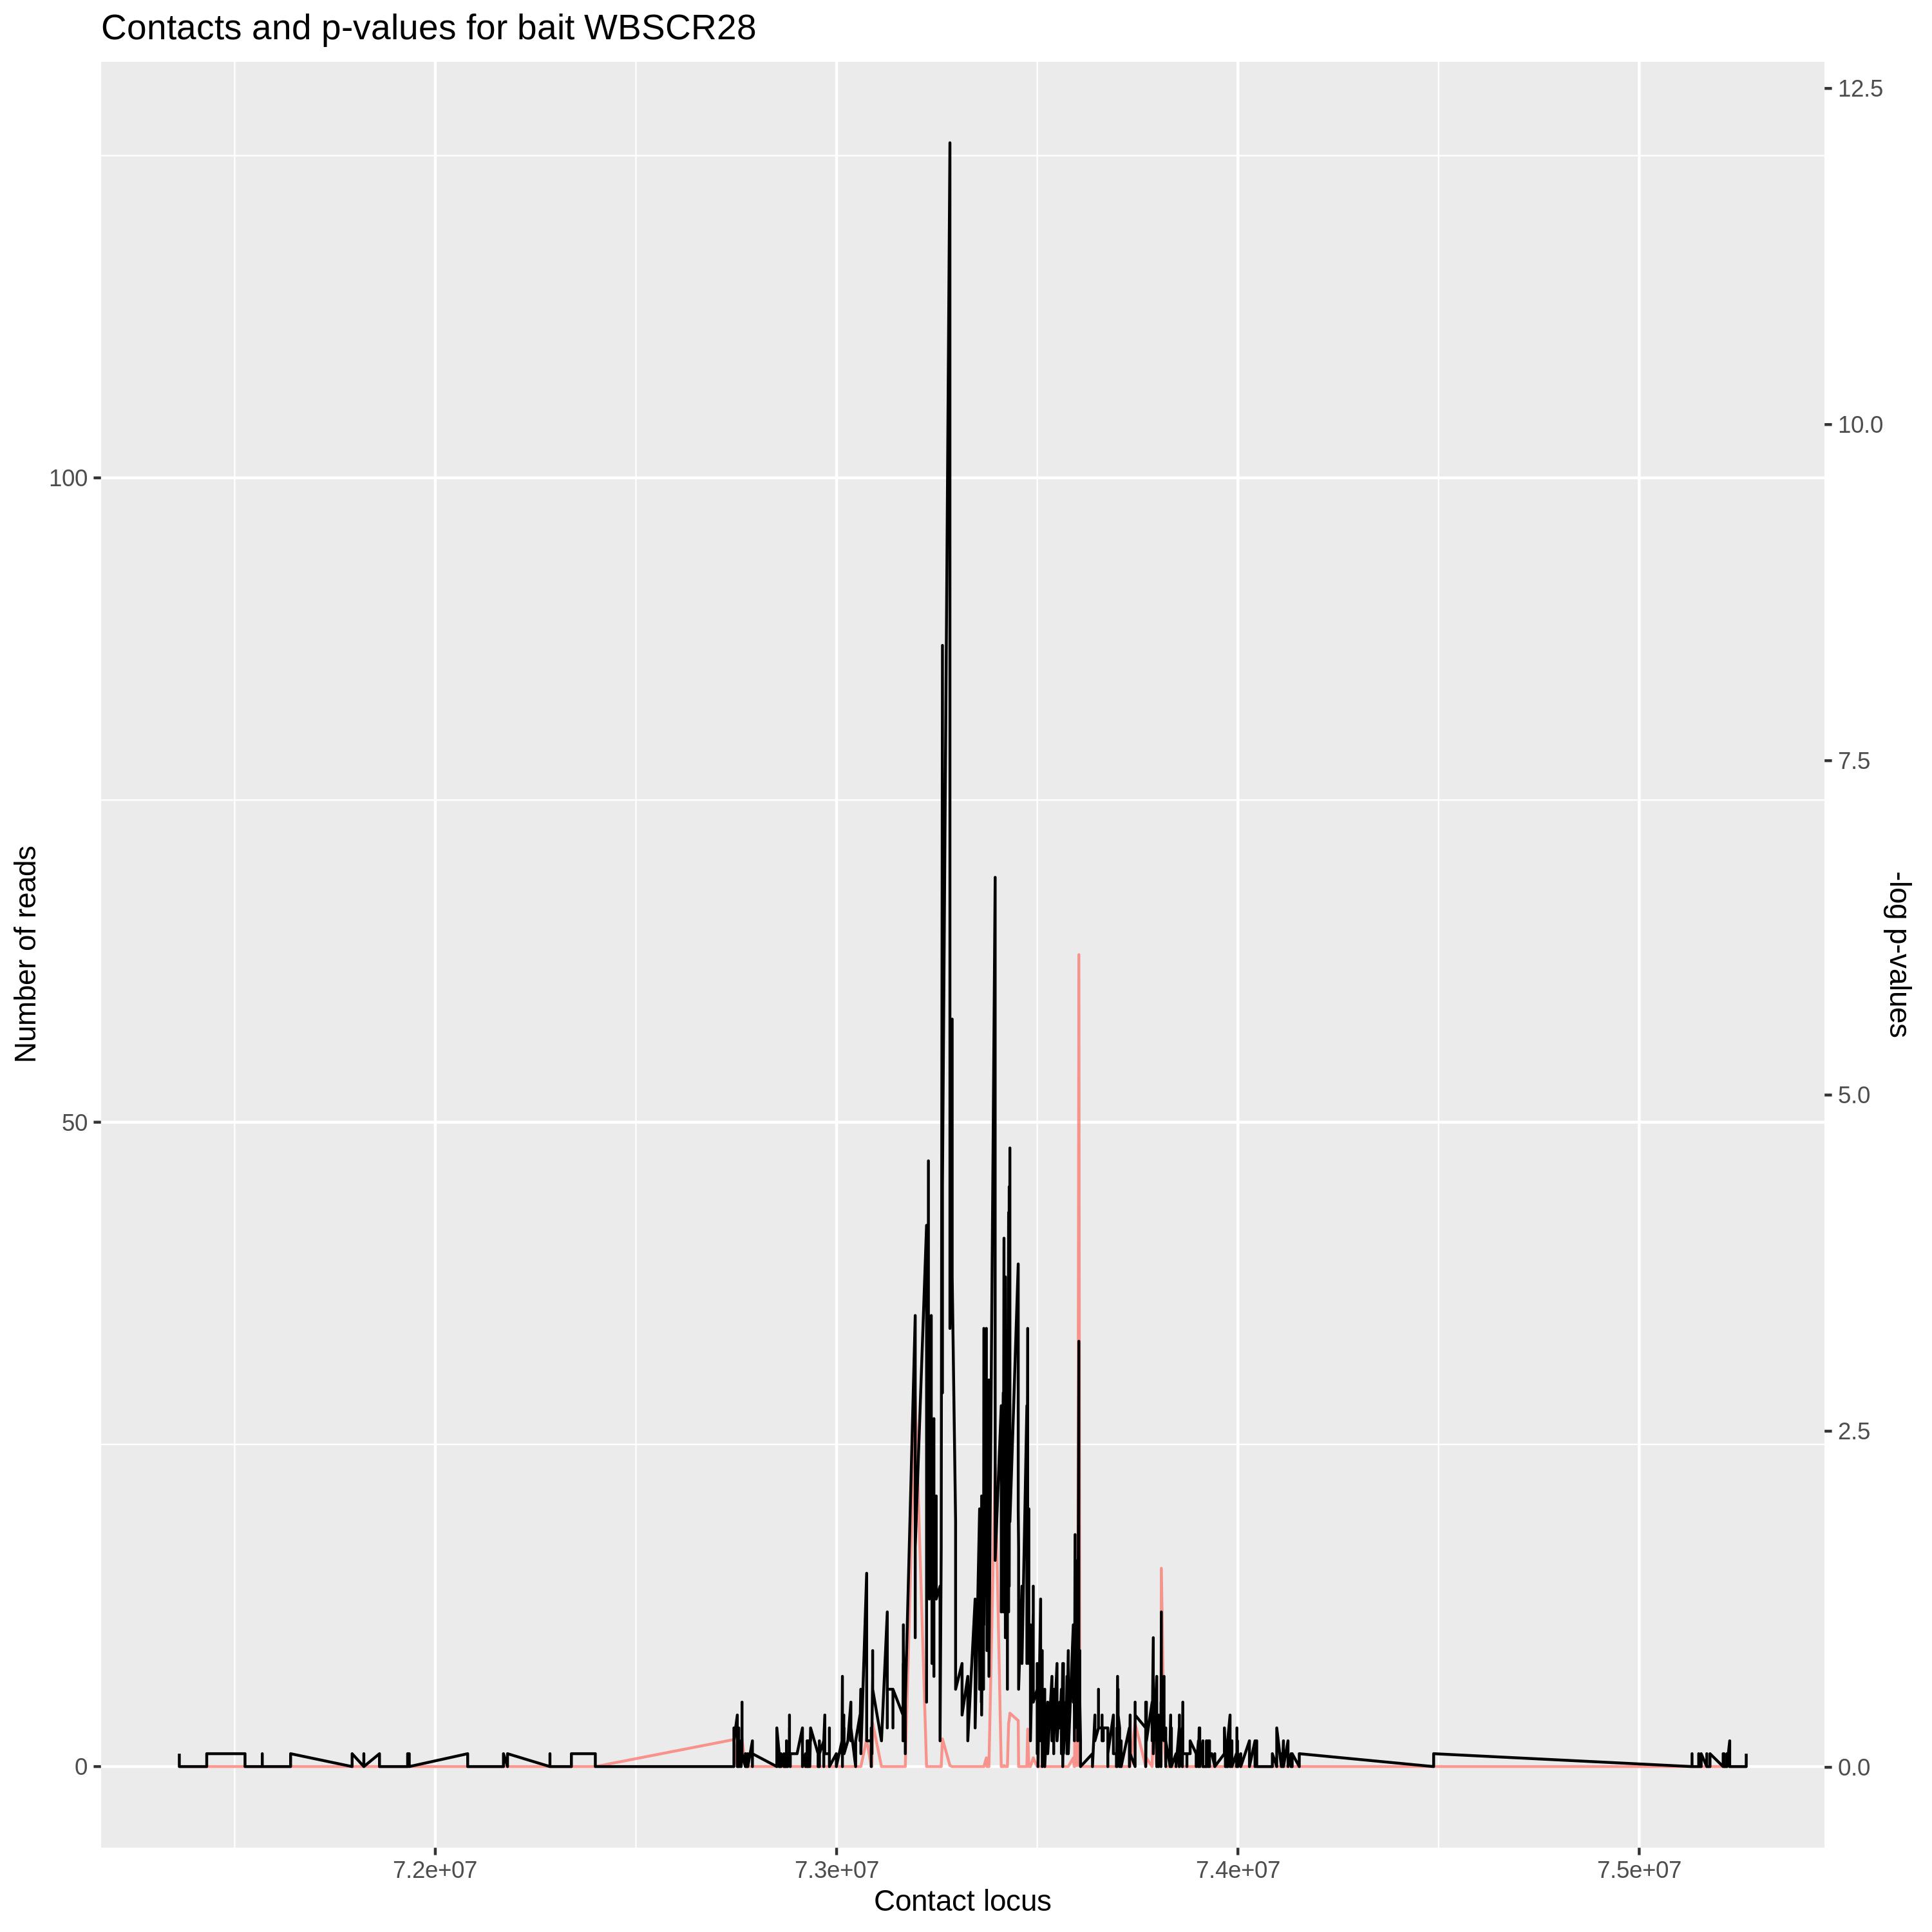 Contacts and p-values for bait WBSCR28
12.5
10.0
100
7.5
Number of reads
-log p-values
50
5.0
2.5
0
0.0
7.2e+07
7.3e+07
7.4e+07
7.5e+07
Contact locus